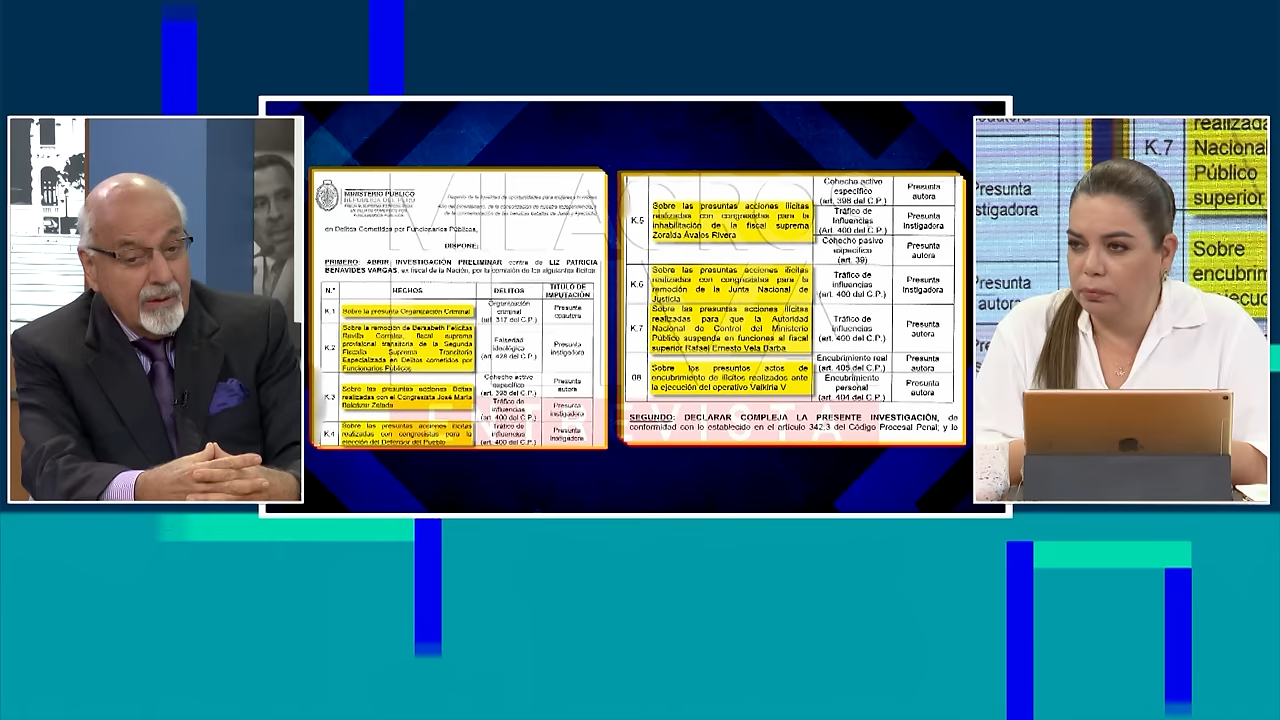 MINISTERIO PÚBLICO
REPÚBLICA DEL PERÚ
en Delitos Cometidos por Funcionarios Públicos,
DISPONE:
PRIMERO: ABRIR INVESTIGACIÓN PRELIMINAR contra de LIZ PATRICIA
BENAVIDES VARGAS, ex fiscal de la Nación, por la comisión de los siguientes ilícitos:
N.° HECHOS DELITOS TITULO DE
IMPUTACIÓN
K.1 Sobre la presunta Organización Criminal
Organización
criminal
(art. 317 del C.P.)
Presunta
coautora
K.2
Sobre la remoción de Bersabeth Felicitas
Revilla Corrales, fiscal suprema
provisional transitoria de la Segunda
Fiscalía Suprema Transitoria
Especializada en Delitos cometidos por
Funcionarios Públicos
Falsedad
ideológica
(art. 428 del C.P.)
Presunta
instigadora
K.3
Sobre las presuntas acciones ilícitas
realizadas con el Congresista José María
Balcázar Zelada
Cohecho activo
específico
(art. 398 del C.P.)
Presunta
autora
Tráfico de
influencias
(art. 400 del C.P.)
Presunta
instigadora
K.4
Sobre las presuntas acciones ilícitas
realizadas con congresistas para la
elección del Defensor del Pueblo
Tráfico de
influencias
(art. 400 del C.P.)
Presunta
Instigadora
K.5
Sobre las presuntas acciones ilícitas
realizadas con congresistas para la
inhabilitación de la fiscal suprema
Zoraida Ávalos Rivera
Cohecho activo
específico
(art. 398 del C.P.)
Presunta
autora
Tráfico de
Influencias
(Art. 400 del C.P.)
Presunta
Instigadora
Cohecho pasivo
específico
(art. 39)
Presunta
autora
K.6
Sobre las presuntas acciones ilícitas
realizadas con congresistas para la
remoción de la Junta Nacional de
Justicia
Tráfico de
influencias
(art. 400 del C.P.)
Presunta
Instigadora
K.7
Sobre las presuntas acciones ilícitas
realizadas para que la Autoridad
Nacional de Control del Ministerio
Público suspenda en funciones al fiscal
superior Rafael Ernesto Vela Barba
Tráfico de
influencias
(art. 400 del C.P.)
Presunta
autora
08
Sobre los presuntos actos de
encubrimiento de ilícitos realizados ante
la ejecución del operativo Valkiria V
Encubrimiento real
(art. 405 del C.P.)
Presunta
autora
Encubrimiento
personal
(art. 404 del C.P.)
Presunta
autora
SEGUNDO: DECLARAR COMPLEJA LA PRESENTE INVESTIGACIÓN, de
conformidad con lo establecido en el artículo 342.3 del Código Procesal Penal; y lo
MILAGROS
LEIVA
ENTREVISTA
realizada
K.7 Nacional
Público
superior
Presunta
stigadora
Sobre
encubrim
Presunta
autora